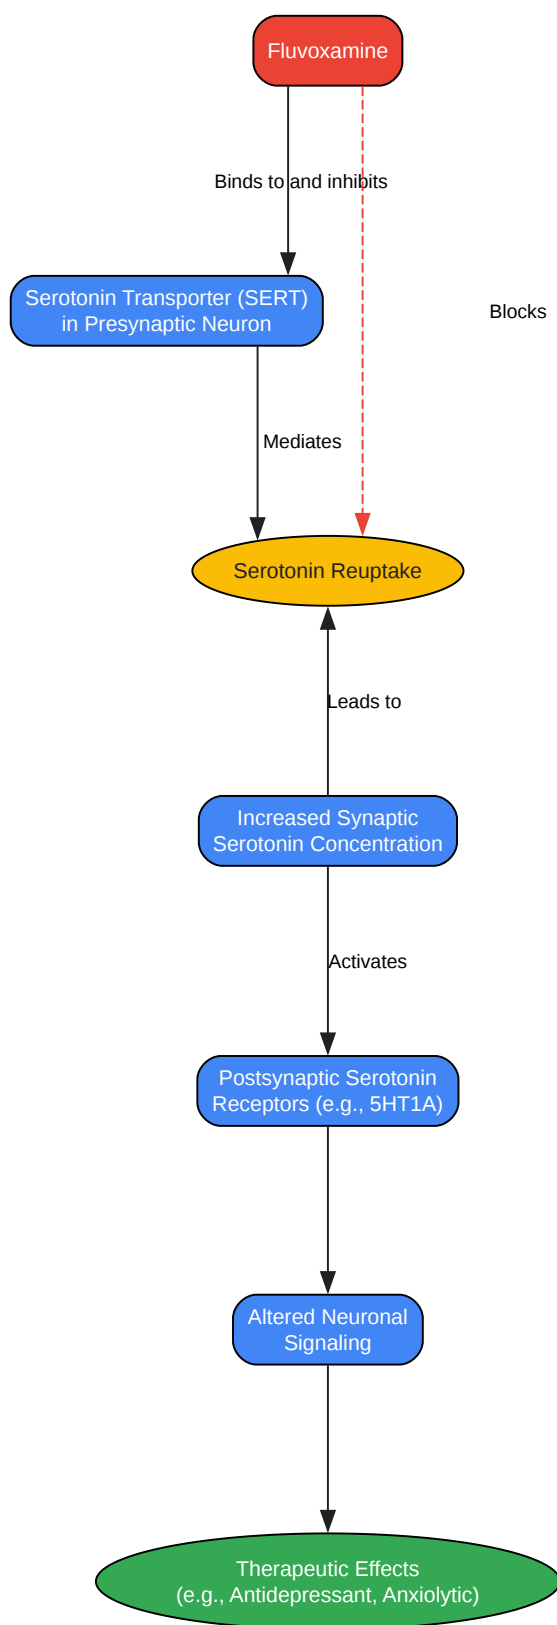 Fluvoxamine
Binds to and inhibits
Serotonin Transporter (SERT)
in Presynaptic Neuron
Blocks
Mediates
Serotonin Reuptake
Leads to
Increased Synaptic
Serotonin Concentration
Activates
Postsynaptic Serotonin
Receptors (e.g., 5HT1A)
Altered Neuronal
Signaling
Therapeutic Effects
(e.g., Antidepressant, Anxiolytic)